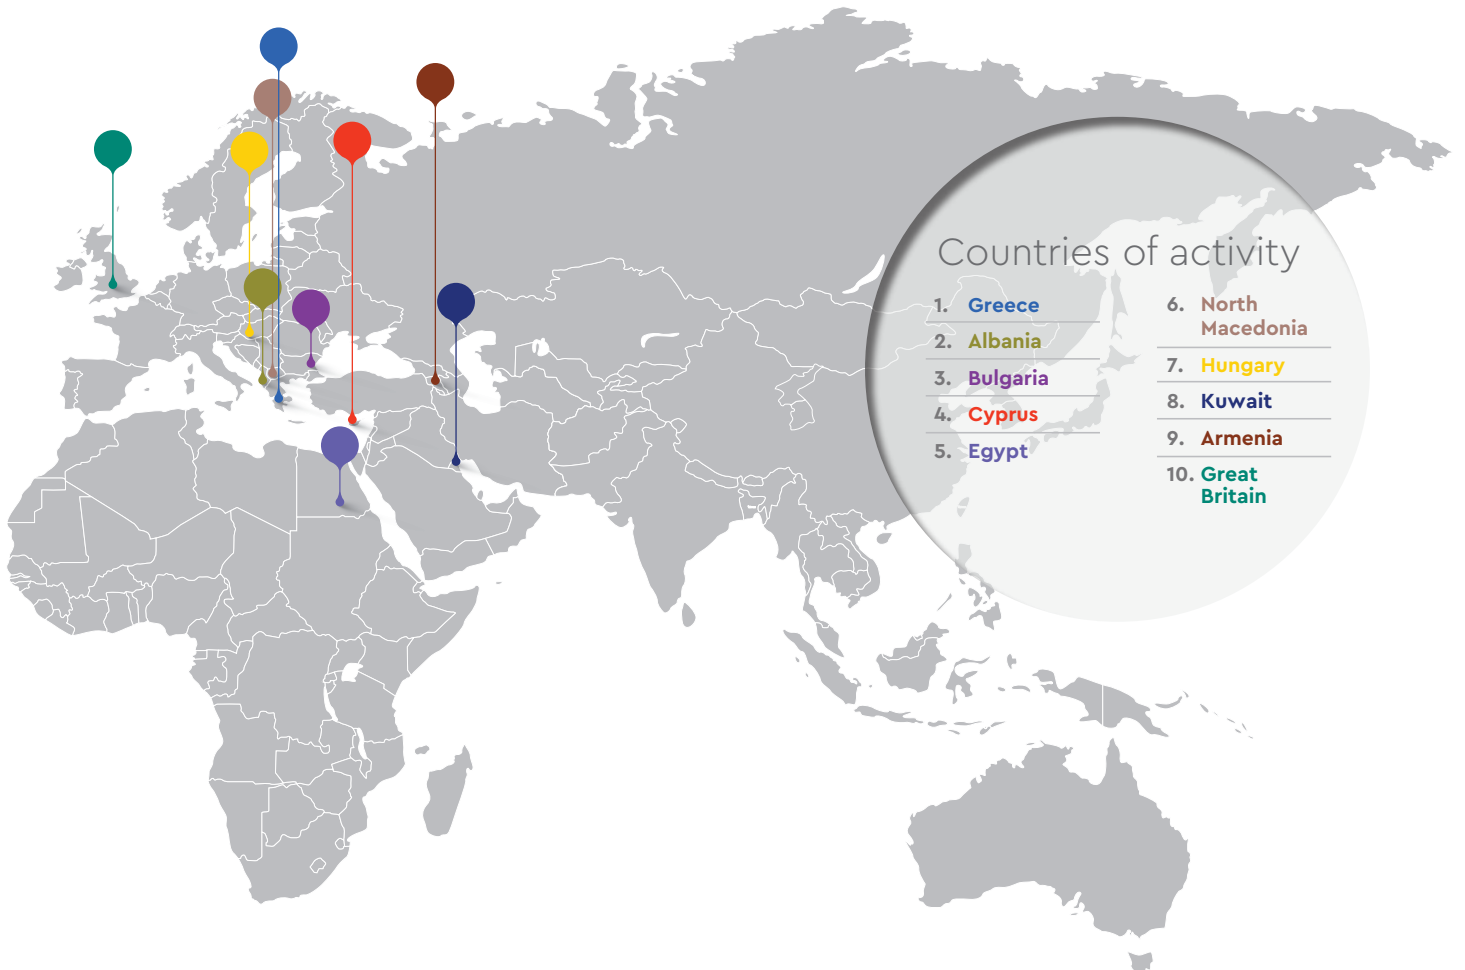 Countries of activity
1. Greece
2. Albania
3. Bulgaria
4. Cyprus
5. Egypt
6. North
Macedonia
7. Hungary
8. Kuwait
9. Armenia
10. Great
Britain